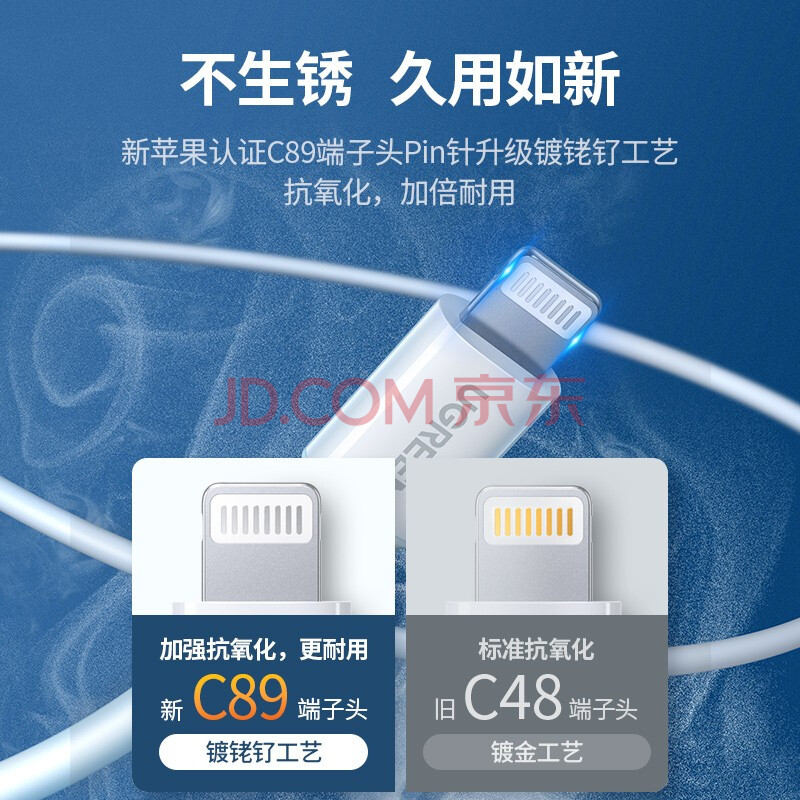 不生锈 久用如新
新苹果认证C89端子头Pin针升级镀铑钌工艺
抗氧化，加倍耐用
JD.COM 京东
UGREEN
加强抗氧化，更耐用
新 C89 端子头
镀铑钌工艺
标准抗氧化
旧 C48 端子头
镀金工艺